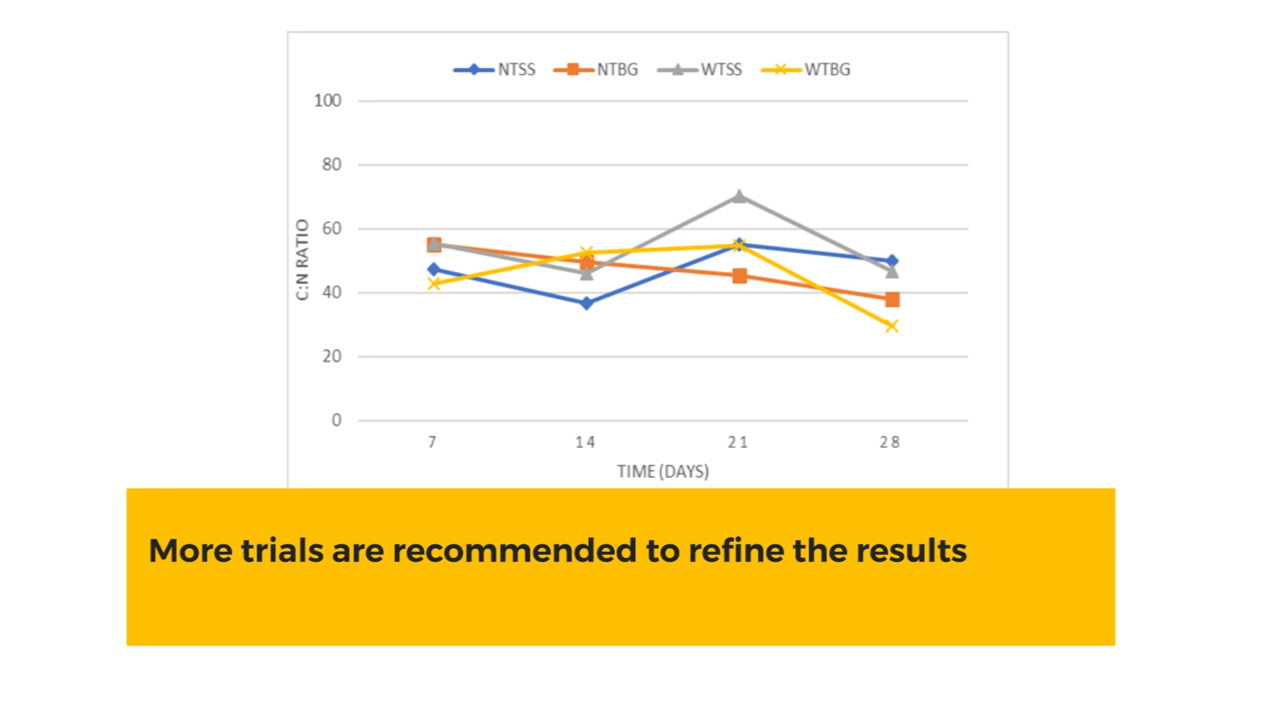 NTSS NTBG WTSS WTBG
100
80
60
40
20
0
C:N RATIO
7 14 21 28
TIME (DAYS)
More trials are recommended to refine the results